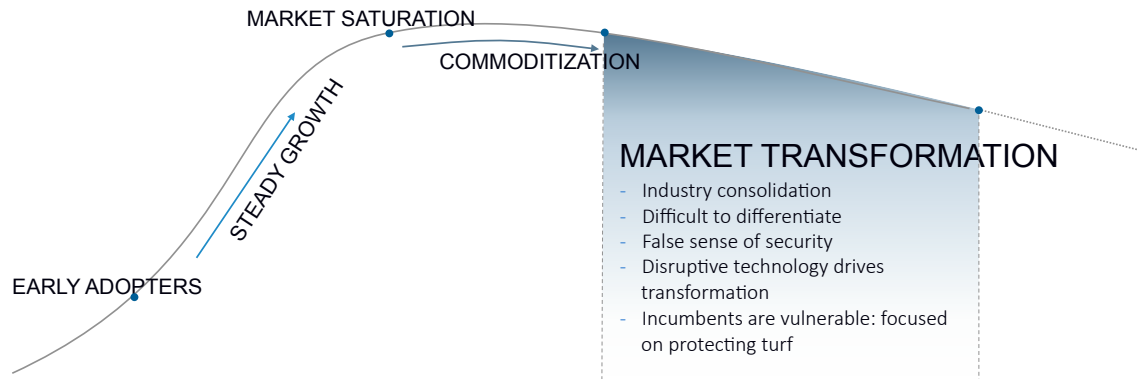 MARKET SATURATION
COMMODITIZATION
STEADY GROWTH
EARLY ADOPTERS
MARKET TRANSFORMATION
- Industry consolidation
- Difficult to differentiate
- False sense of security
- Disruptive technology drives
transformation
- Incumbents are vulnerable: focused
on protecting turf